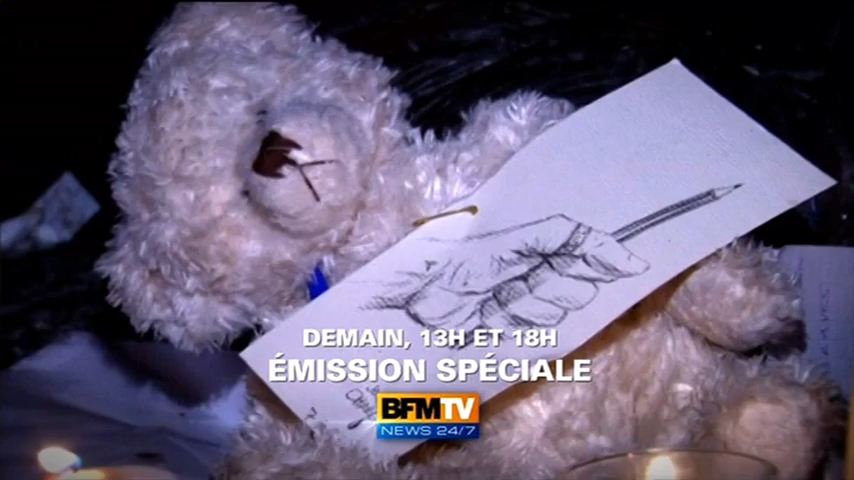 DEMAIN, 13H ET 18H
ÉMISSION SPÉCIALE
BFMTV
NEWS 24/7